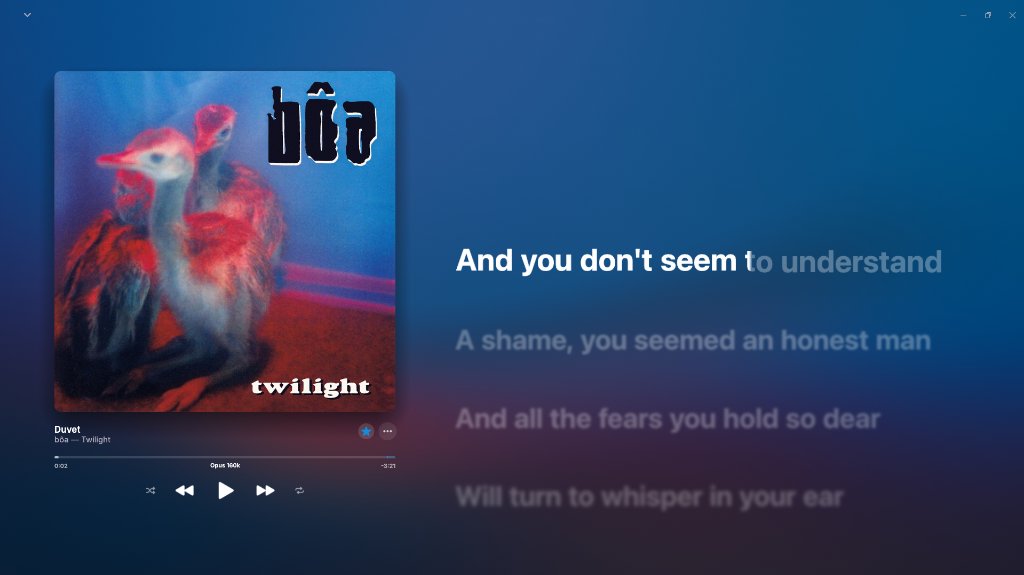 bôa
twilight
Duvet
bôa — Twilight
0:02
Opus 160k
-3:21
And you don't seem to understand
A shame, you seemed an honest man
And all the fears you hold so dear
Will turn to whisper in your ear